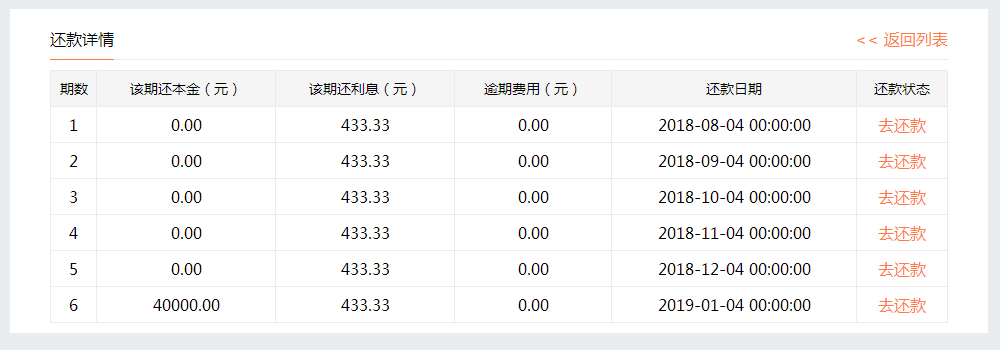 还款详情 << 返回列表
期数 该期还本金（元） 该期还利息（元） 逾期费用（元） 还款日期 还款状态
1 0.00 433.33 0.00 2018-08-04 00:00:00 去还款
2 0.00 433.33 0.00 2018-09-04 00:00:00 去还款
3 0.00 433.33 0.00 2018-10-04 00:00:00 去还款
4 0.00 433.33 0.00 2018-11-04 00:00:00 去还款
5 0.00 433.33 0.00 2018-12-04 00:00:00 去还款
6 40000.00 433.33 0.00 2019-01-04 00:00:00 去还款